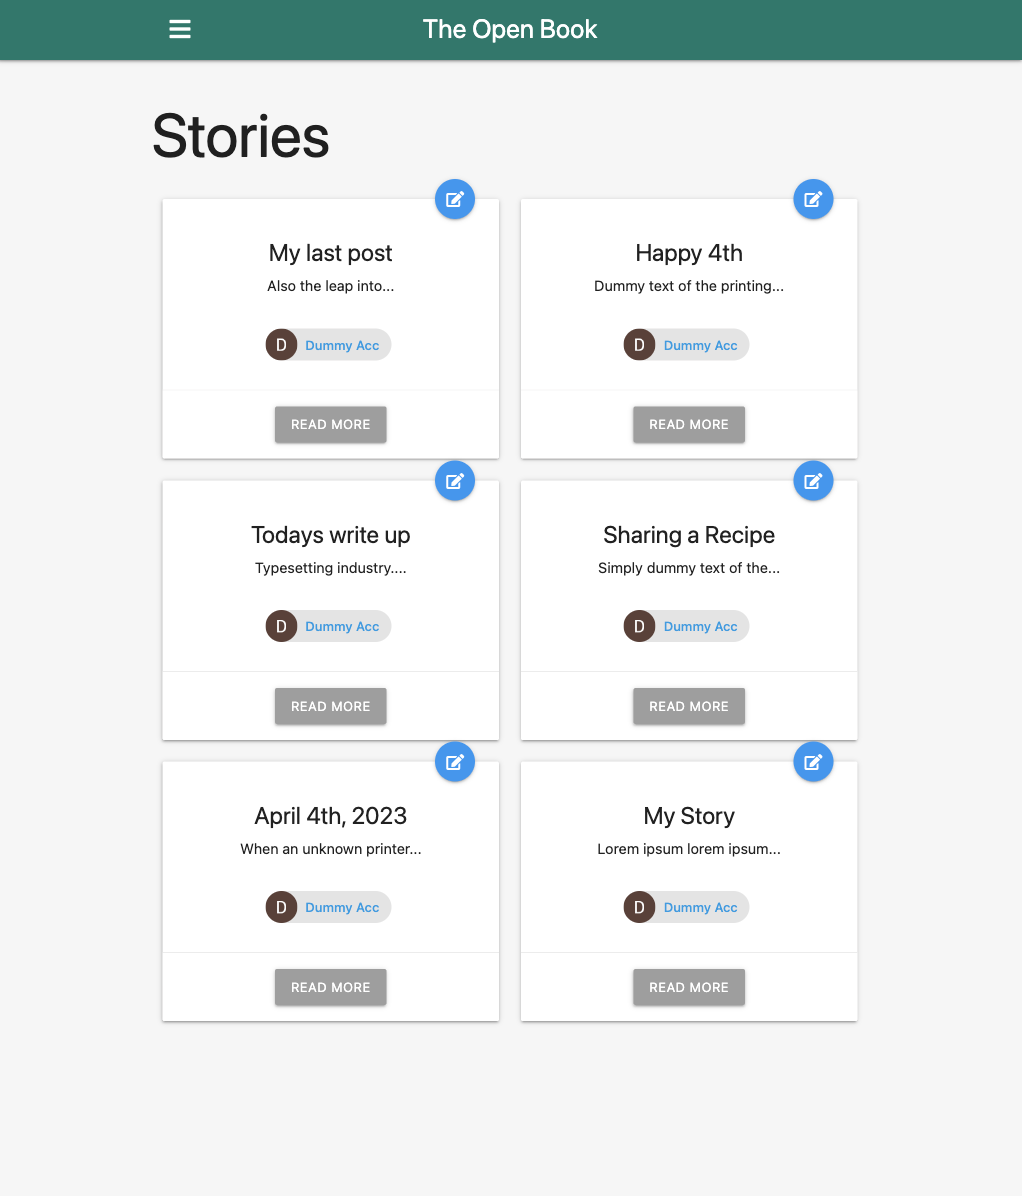 The Open Book
Stories
My last post
Also the leap into...
D Dummy Acc
READ MORE
Happy 4th
Dummy text of the printing...
D Dummy Acc
READ MORE
Todays write up
Typesetting industry....
D Dummy Acc
READ MORE
Sharing a Recipe
Simply dummy text of the...
D Dummy Acc
READ MORE
April 4th, 2023
When an unknown printer...
D Dummy Acc
READ MORE
My Story
Lorem ipsum lorem ipsum...
D Dummy Acc
READ MORE